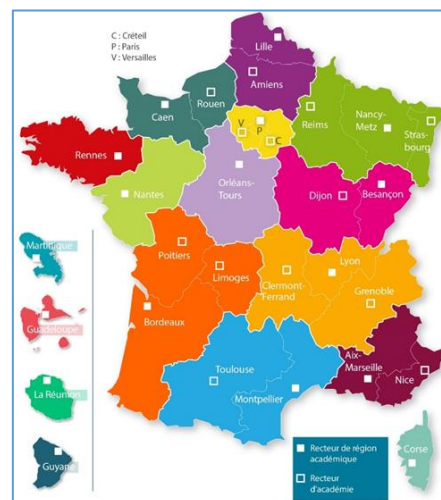 C : Créteil
P : Paris
V : Versailles
Lille
Amiens
Rouen
Caen
Reims
Nancy-
Metz
Stras-
bourg
V
P
C
Rennes
Nantes
Orléans-
Tours
Dijon
Besançon
Martinique
Poitiers
Limoges
Clermont-
Ferrand
Lyon
Grenoble
Guadeloupe
Bordeaux
Aix-
Marseille
Nice
La Réunion
Toulouse
Montpellier
Guyane
Recteur de région
académique
Recteur
d'académie
Corse